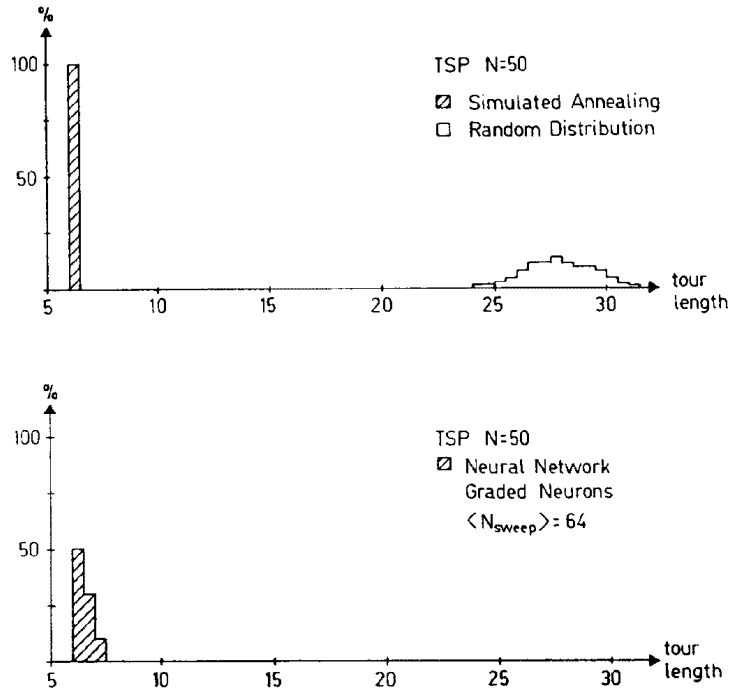 %
TSP N=50
Simulated Annealing
Random Distribution
100
50
5 10 15 20 25 30
tour
length
%
TSP N=50
Neural Network
Graded Neurons
⟨N_sweep⟩=64
100
50
5 10 15 20 25 30
tour
length